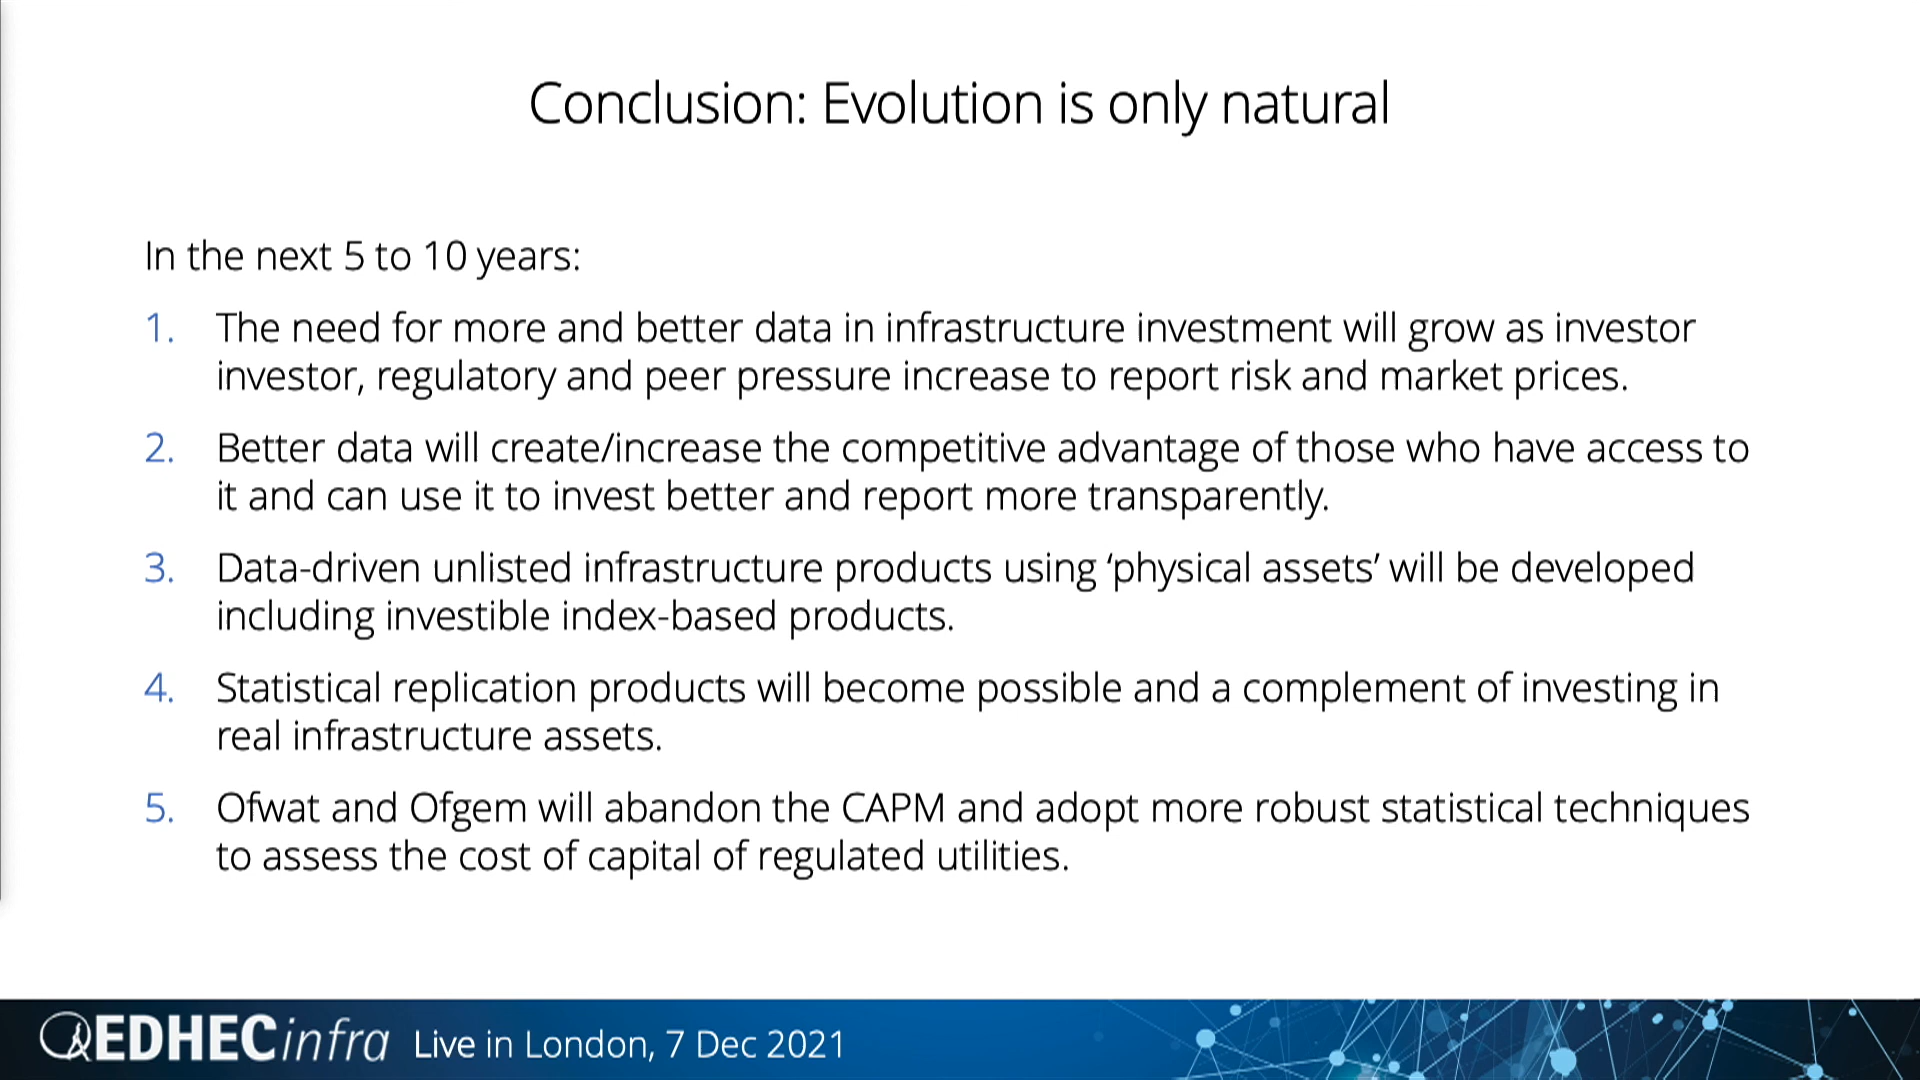 Conclusion: Evolution is only natural
In the next 5 to 10 years:
1. The need for more and better data in infrastructure investment will grow as investor
investor, regulatory and peer pressure increase to report risk and market prices.
2. Better data will create/increase the competitive advantage of those who have access to
it and can use it to invest better and report more transparently.
3. Data-driven unlisted infrastructure products using ‘physical assets’ will be developed
including investible index-based products.
4. Statistical replication products will become possible and a complement of investing in
real infrastructure assets.
5. Ofwat and Ofgem will abandon the CAPM and adopt more robust statistical techniques
to assess the cost of capital of regulated utilities.
EDHECinfra Live in London, 7 Dec 2021